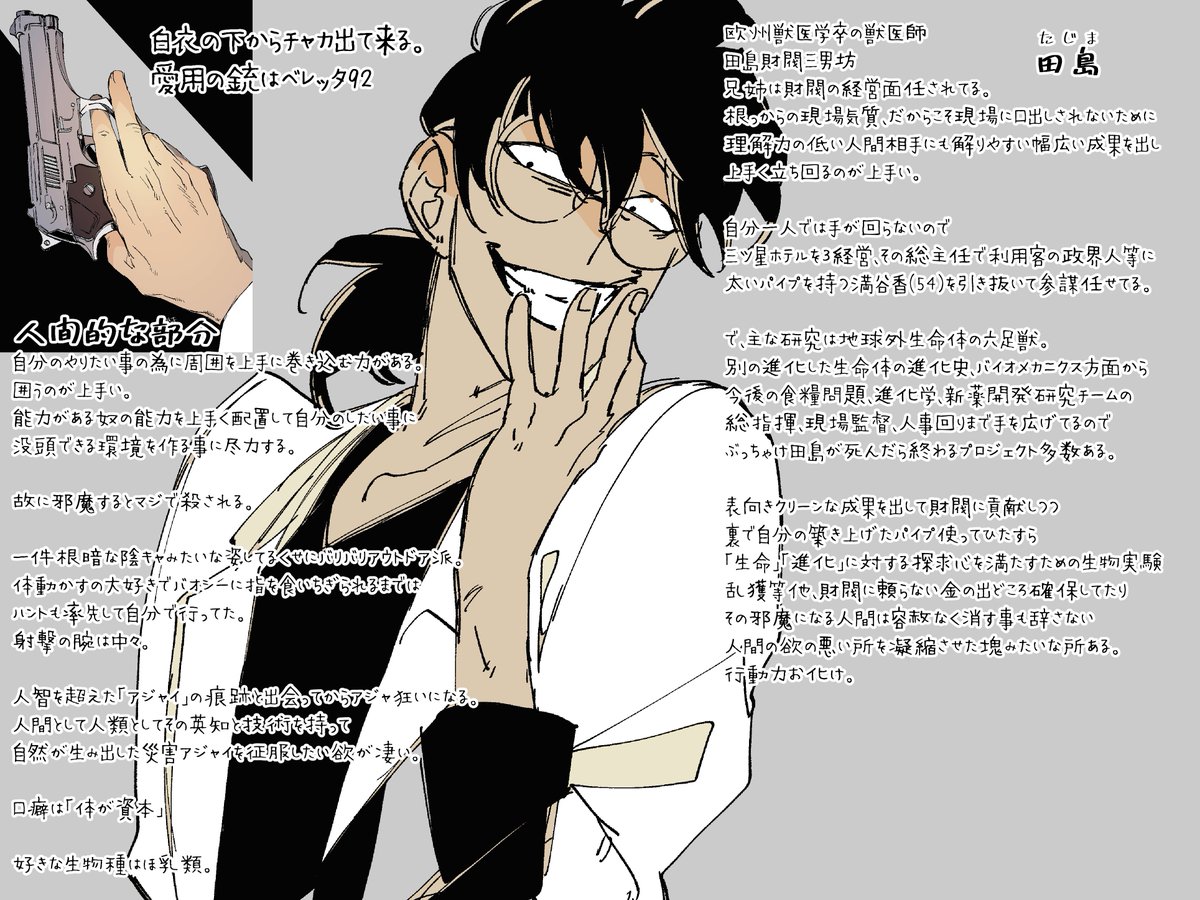 白衣の下からチャカ出て来る。
愛用の銃はベレッタ92
人間的な部分
自分のやりたい事の為に周囲を上手に巻き込む力がある。
囲うのが上手い。
能力がある奴の能力を上手く配置して自分のしたい事に
没頭できる環境を作る事に尽力する。
故に邪魔するとマジで殺される。
一件根暗な陰キャみたいな姿してるくせにバリバリアウトドア派。
体動かすの大好きでバオシーに指を食いちぎられるまでは
ハントも率先して自分で行ってた。
射撃の腕は中々。
人智を超えた「アジャイ」の痕跡と出会ってからアジャ狂いになる。
人間として人類としてその英知と技術を持って
自然が生み出した災害アジャイを征服したい欲が凄い。
口癖は「体が資本」
好きな生物種はほ乳類。
たじま
田島
欧州獣医学卒の獣医師
田島財閥三男坊
兄姉は財閥の経営面任されてる。
根っからの現場気質、だからこそ現場に口出しされないために
理解力の低い人間相手にも解りやすい幅広い成果を出し
上手く立ち回るのが上手い。
自分一人では手が回らないので
三ツ星ホテルを3経営、その総主任で利用客の政界人等に
太いパイプを持つ満谷香(54)を引き抜いて参謀任せてる。
で、主な研究は地球外生命体の六足獣。
別の進化した生命体の進化史、バイオメカニクス方面から
今後の食糧問題、進化学、新薬開発研究チームの
総指揮、現場監督、人事回りまで手を広げてるので
ぶっちゃけ田島が死んだら終わるプロジェクト多数ある。
表向きクリーンな成果を出して財閥に貢献しつつ
裏で自分の築き上げたパイプ使ってひたすら
「生命」「進化」に対する探求心を満たすための生物実験
乱獲等他、財閥に頼らない金の出どころ確保してたり
その邪魔になる人間は容赦なく消す事も辞さない
人間の欲の悪い所を凝縮させた塊みたいな所ある。
行動力お化け。